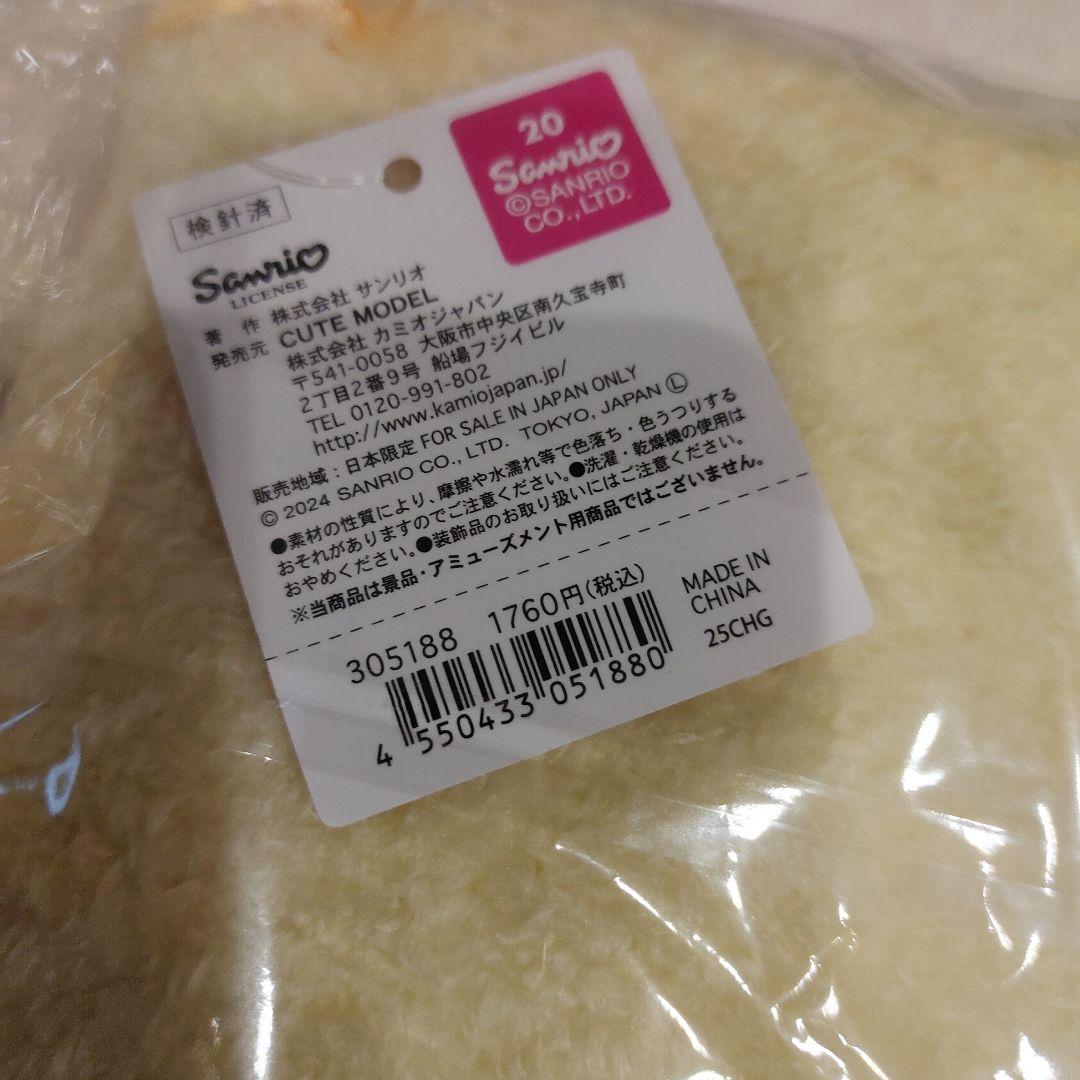 20
Sanrio
©SANRIO
CO.,LTD.
検針済
Sanrio
LICENSE
著 作 株式会社 サンリオ
発売元 CUTE MODEL
株式会社 カミオジャパン
〒541-0058 大阪市中央区南久宝寺町
2丁目2番9号 船場フジイビル
TEL 0120-991-802
http://www.kamiojapan.jp/
販売地域:日本限定 FOR SALE IN JAPAN ONLY
© 2024 SANRIO CO., LTD. TOKYO, JAPAN Ⓛ
●素材の性質により、摩擦や水濡れ等で色落ち・色うつりする
おそれがありますのでご注意ください。●洗濯・乾燥機の使用は
おやめください。●装飾品のお取り扱いにはご注意ください。
※当商品は景品・アミューズメント用商品ではございません。
305188 1760円(税込)
4 550433 051880
MADE IN
CHINA
25CHG